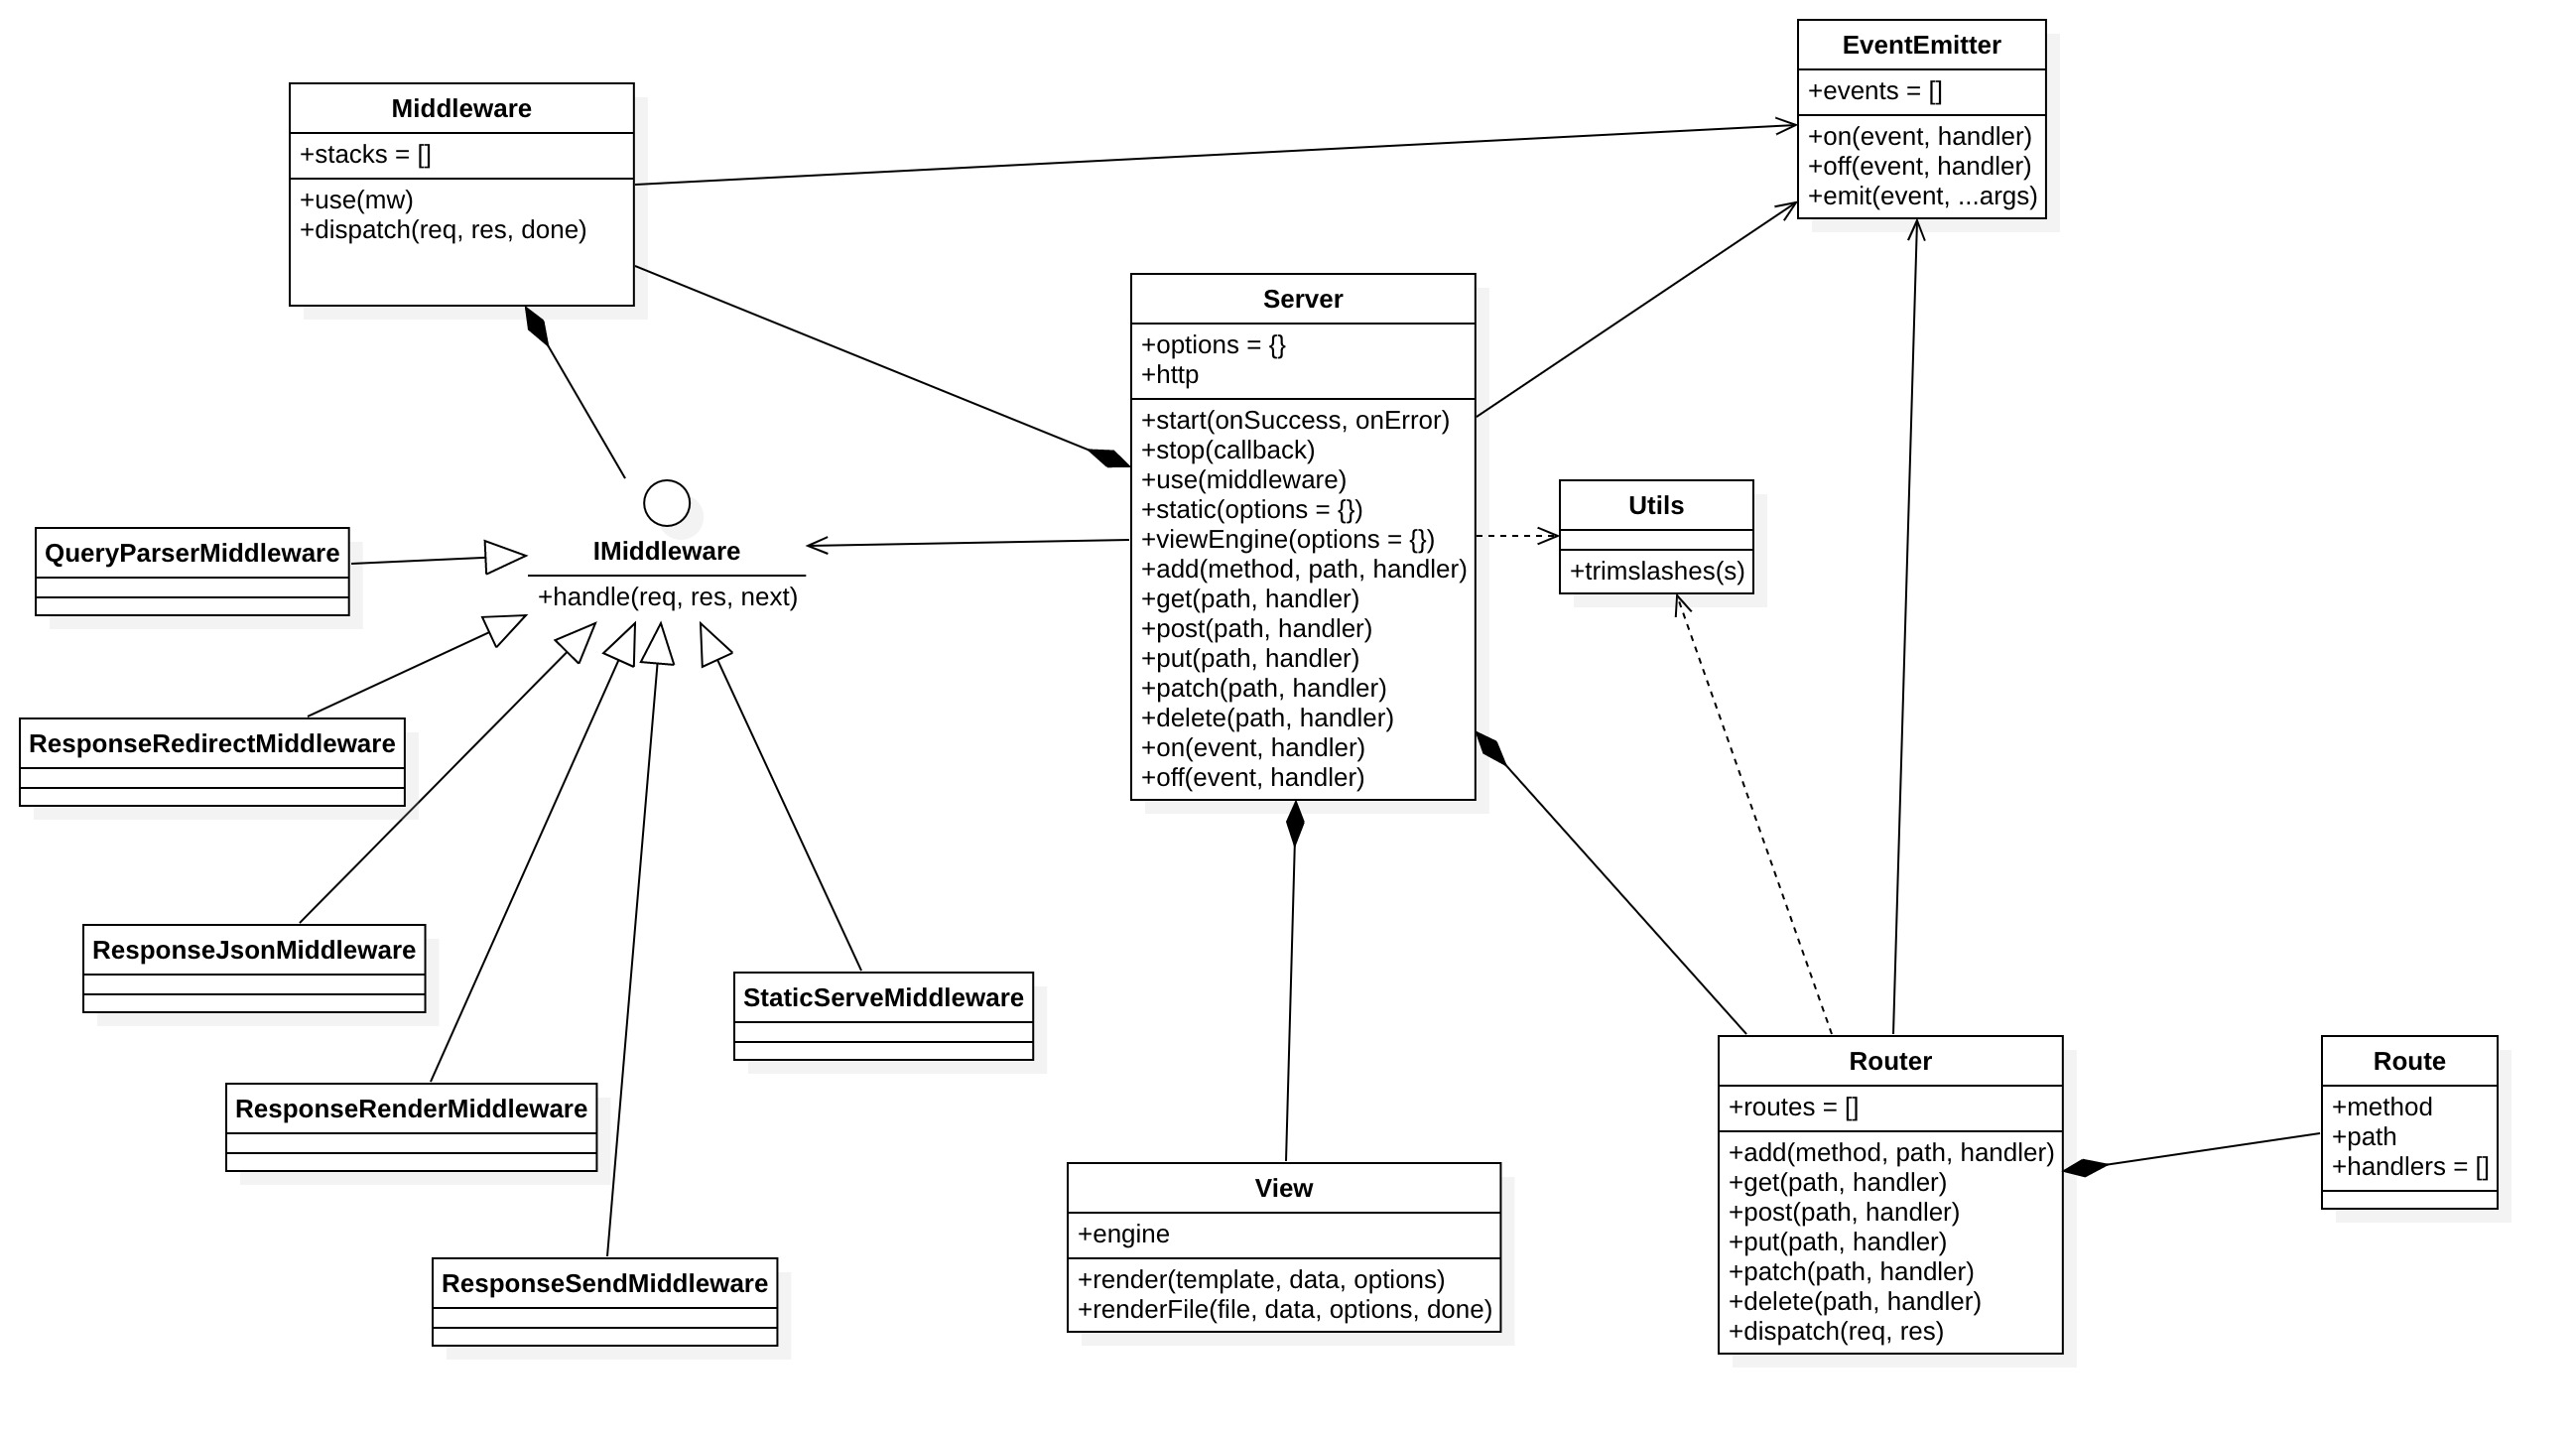 EventEmitter
+events = []
+on(event, handler)
+off(event, handler)
+emit(event, ...args)
Middleware
+stacks = []
+use(mw)
+dispatch(req, res, done)
Server
+options = {}
+http
+start(onSuccess, onError)
+stop(callback)
+use(middleware)
+static(options = {})
+viewEngine(options = {})
+add(method, path, handler)
+get(path, handler)
+post(path, handler)
+put(path, handler)
+patch(path, handler)
+delete(path, handler)
+on(event, handler)
+off(event, handler)
Utils
+trimslashes(s)
IMiddleware
+handle(req, res, next)
QueryParserMiddleware
ResponseRedirectMiddleware
ResponseJsonMiddleware
StaticServeMiddleware
ResponseRenderMiddleware
ResponseSendMiddleware
View
+engine
+render(template, data, options)
+renderFile(file, data, options, done)
Router
+routes = []
+add(method, path, handler)
+get(path, handler)
+post(path, handler)
+put(path, handler)
+patch(path, handler)
+delete(path, handler)
+dispatch(req, res)
Route
+method
+path
+handlers = []